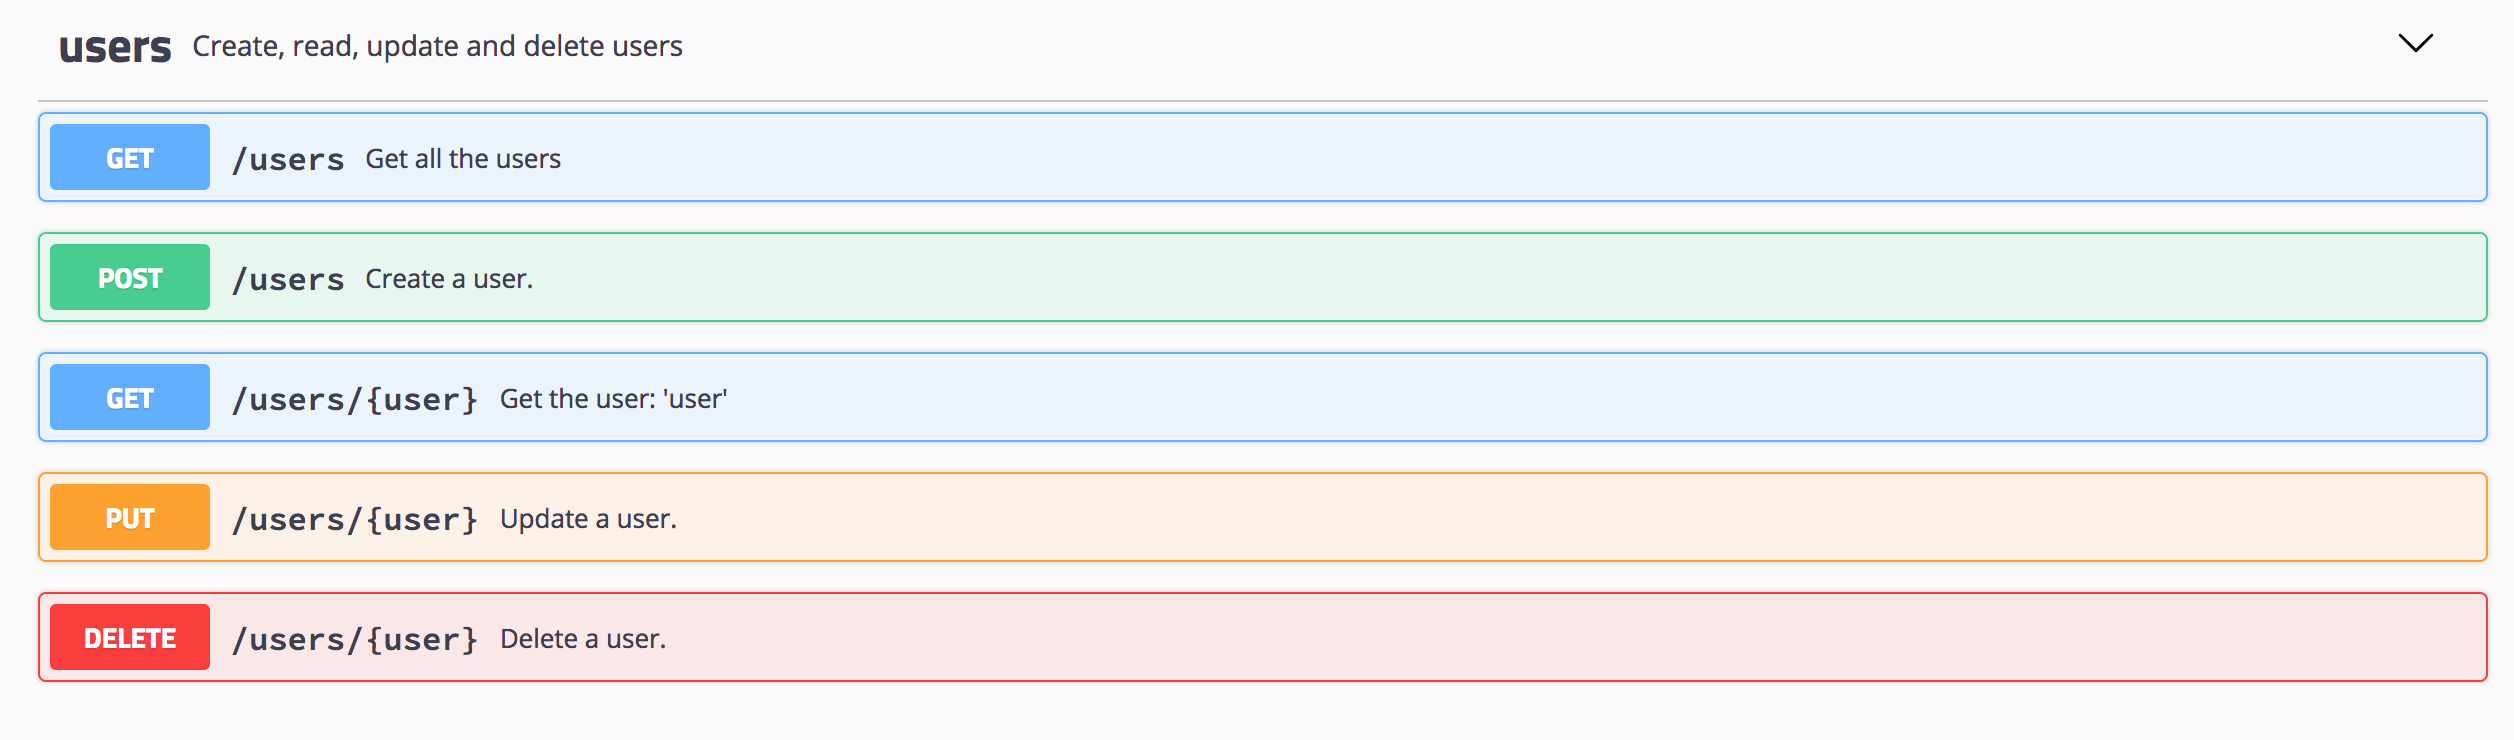 users Create, read, update and delete users
GET /users Get all the users
POST /users Create a user.
GET /users/{user} Get the user: 'user'
PUT /users/{user} Update a user.
DELETE /users/{user} Delete a user.